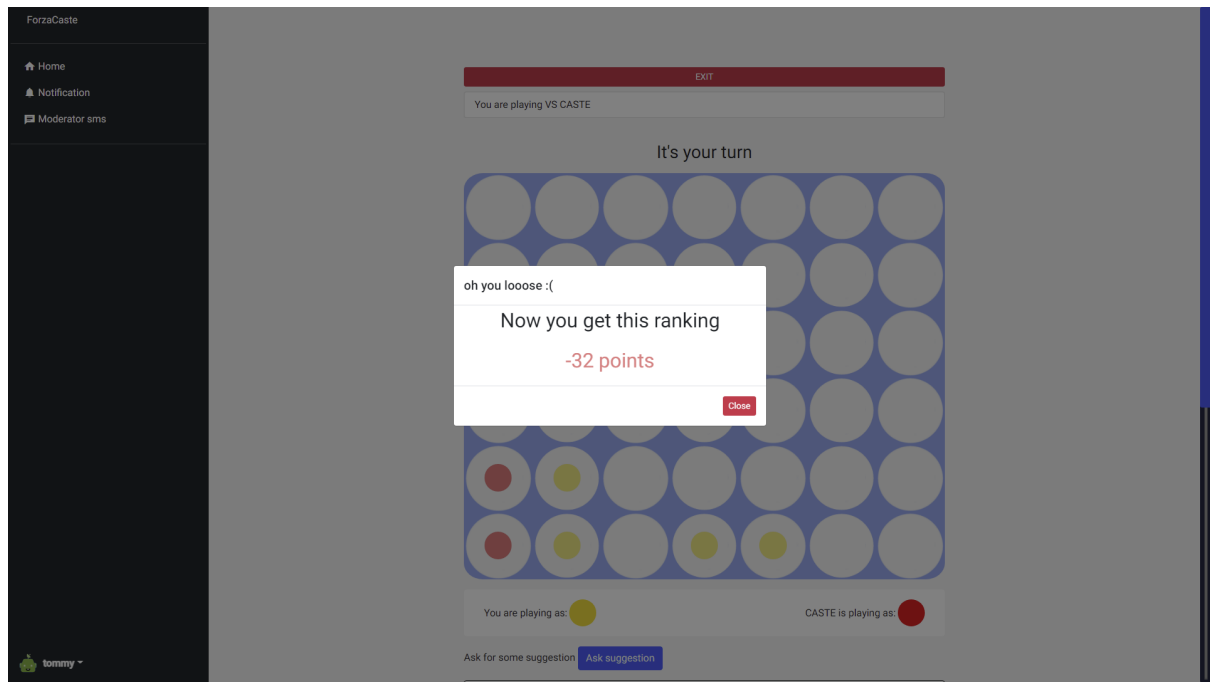 ForzaCaste
Home
Notification
Moderator sms
EXIT
You are playing VS CASTE
It's your turn
oh you looose :(
Now you get this ranking
-32 points
Close
You are playing as:
CASTE is playing as:
Ask for some suggestion Ask suggestion
tommy